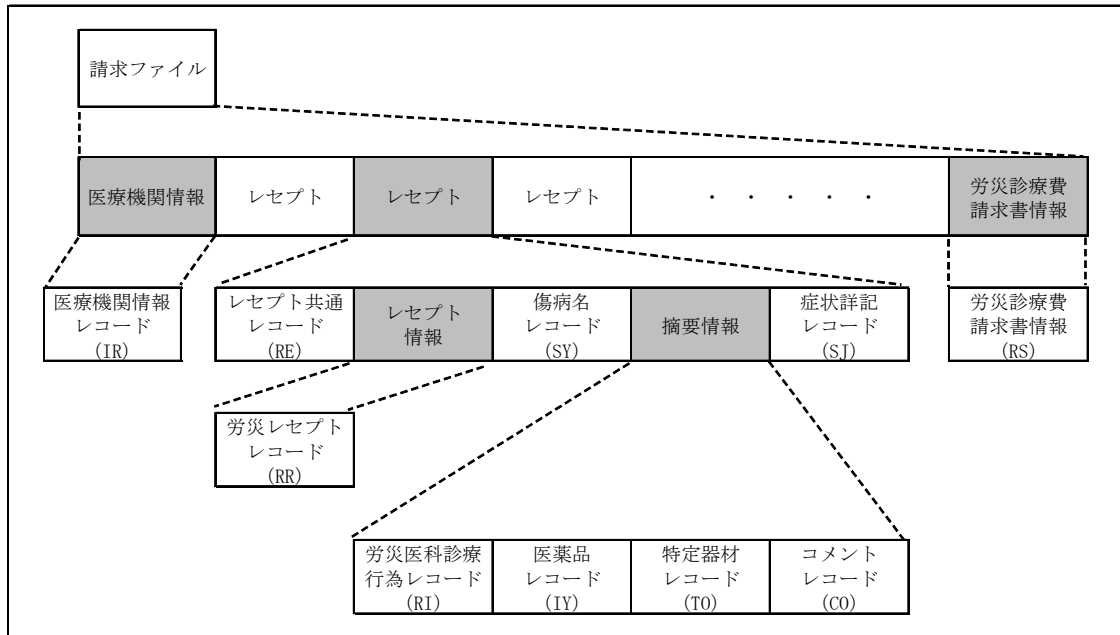 請求ファイル
医療機関情報
レセプト
レセプト
レセプト
・ ・ ・ ・ ・
労災診療費
請求書情報
医療機関情報
レコード
(IR)
レセプト共通
レコード
(RE)
レセプト
情報
傷病名
レコード
(SY)
摘要情報
症状詳記
レコード
(SJ)
労災診療費
請求書情報
(RS)
労災レセプト
レコード
(RR)
労災医科診療
行為レコード
(RI)
医薬品
レコード
(IY)
特定器材
レコード
(TO)
コメント
レコード
(CO)